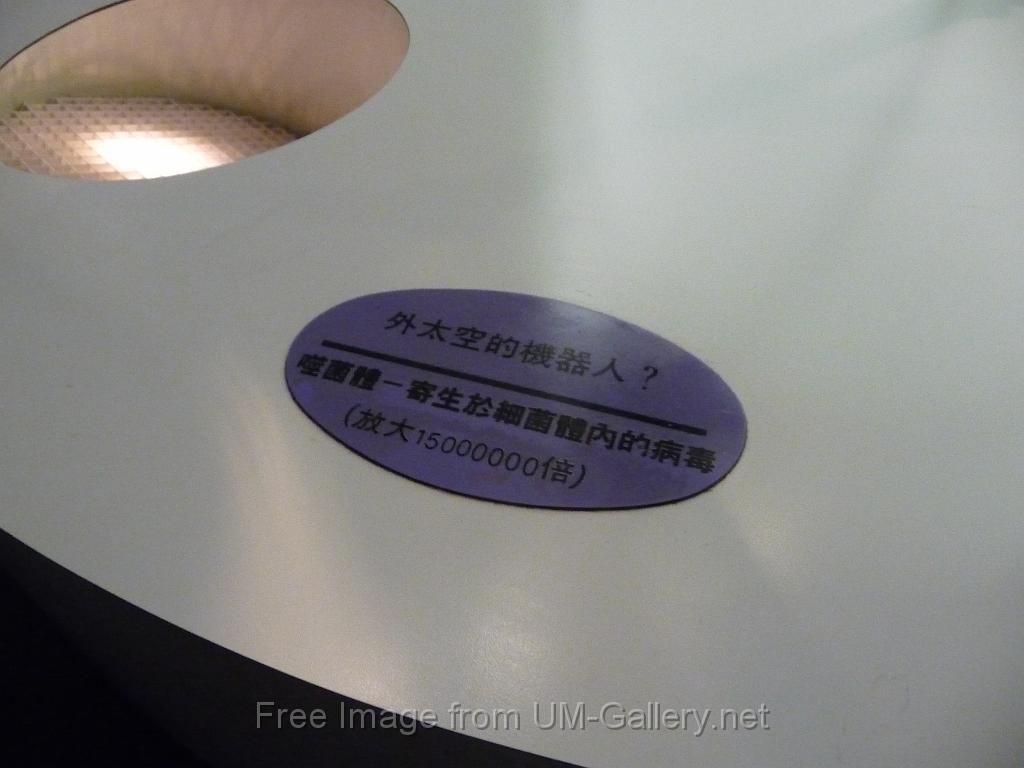 外太空的機器人？
噬菌體－寄生於細菌體內的病毒
(放大15000000倍)
Free Image from UM-Gallery.net